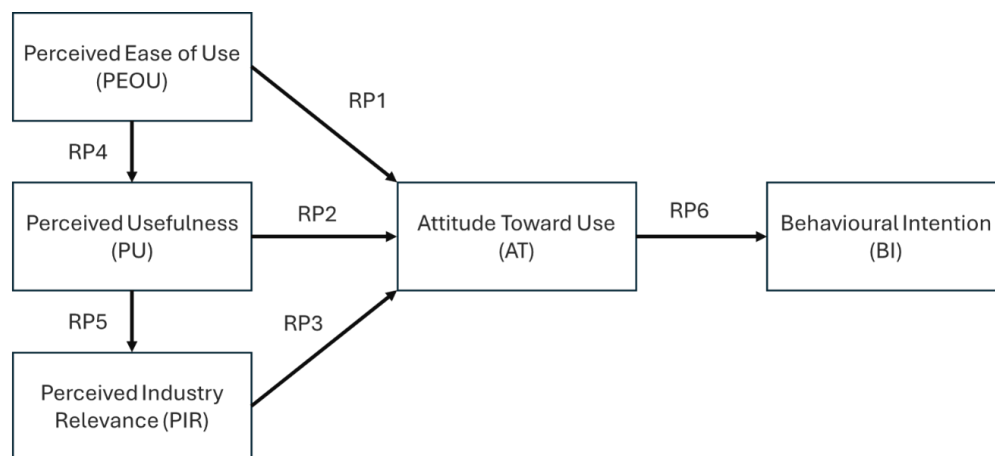 Perceived Ease of Use
(PEOU)
RP1
RP4
Perceived Usefulness
(PU)
RP2
Attitude Toward Use
(AT)
RP6
Behavioural Intention
(BI)
RP5
RP3
Perceived Industry
Relevance (PIR)